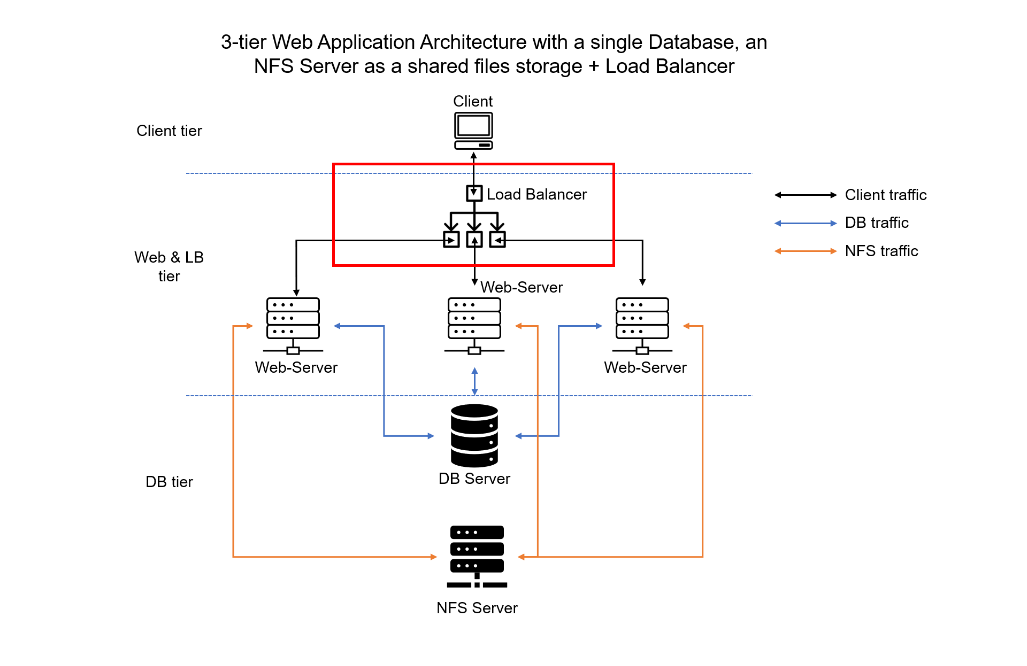 3-tier Web Application Architecture with a single Database, an
NFS Server as a shared files storage + Load Balancer
Client
Client tier
Load Balancer
Client traffic
DB traffic
NFS traffic
Web & LB
tier
Web-Server
Web-Server
Web-Server
DB Server
DB tier
NFS Server